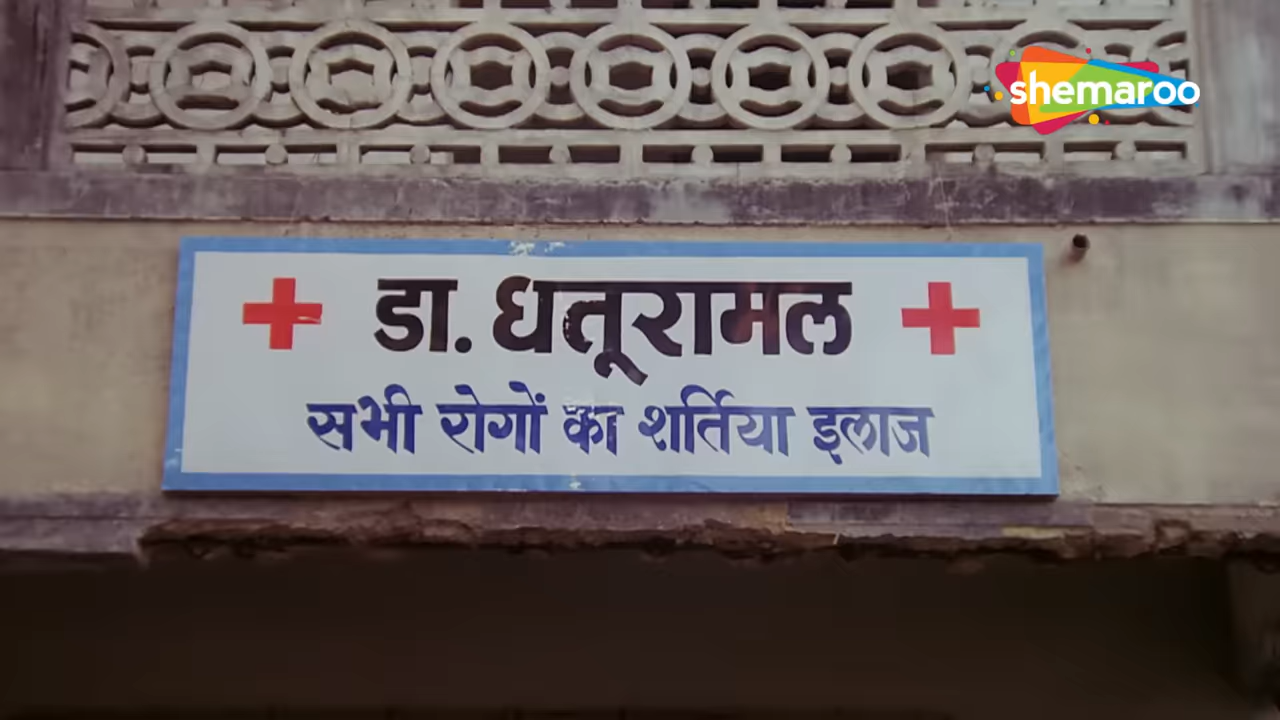 shemaroo
डा. धतूरामल
सभी रोगों का शर्तिया इलाज